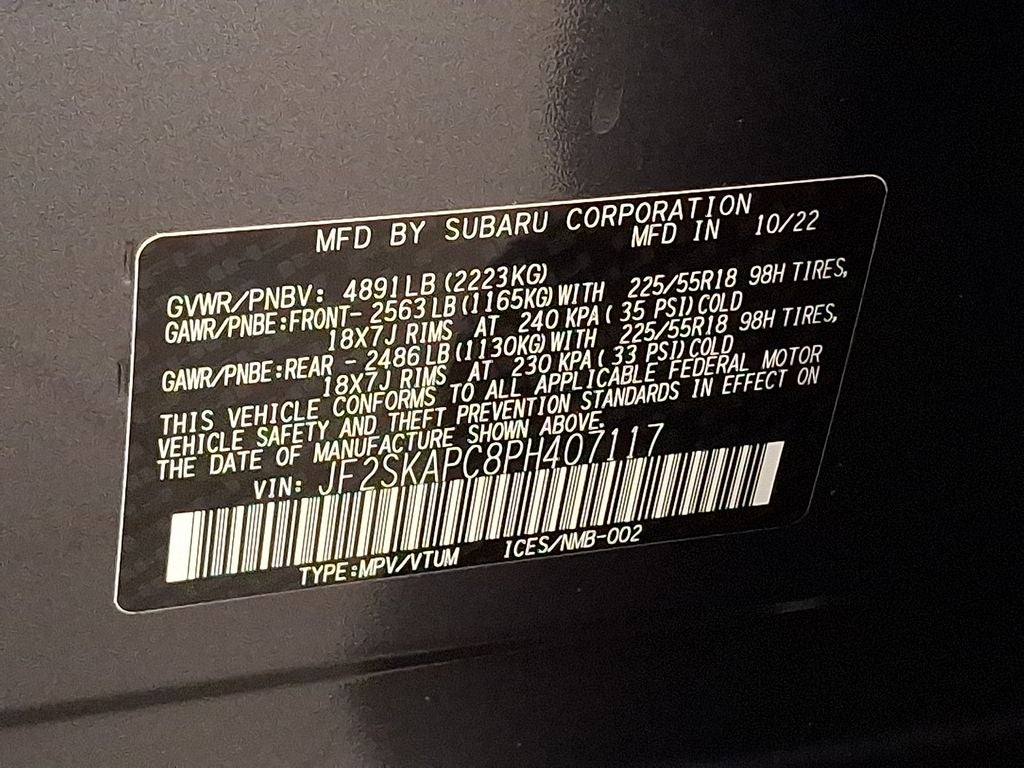 MFD BY SUBARU CORPORATION
MFD IN 10/22
GVWR/PNBV: 4891LB (2223KG)
GAWR/PNBE:FRONT- 2563LB(1165KG)WITH 225/55R18 98H TIRES,
18X7J RIMS AT 240 KPA( 35 PSI)COLD
GAWR/PNBE:REAR - 2486LB(1130KG)WITH 225/55R18 98H TIRES,
18X7J RIMS AT 230 KPA( 33 PSI)COLD
THIS VEHICLE CONFORMS TO ALL APPLICABLE FEDERAL MOTOR
VEHICLE SAFETY AND THEFT PREVENTION STANDARDS IN EFFECT ON
THE DATE OF MANUFACTURE SHOWN ABOVE.
VIN: JF2SKAPC8PH407117
TYPE:MPV/VTUM ICES/NMB-002